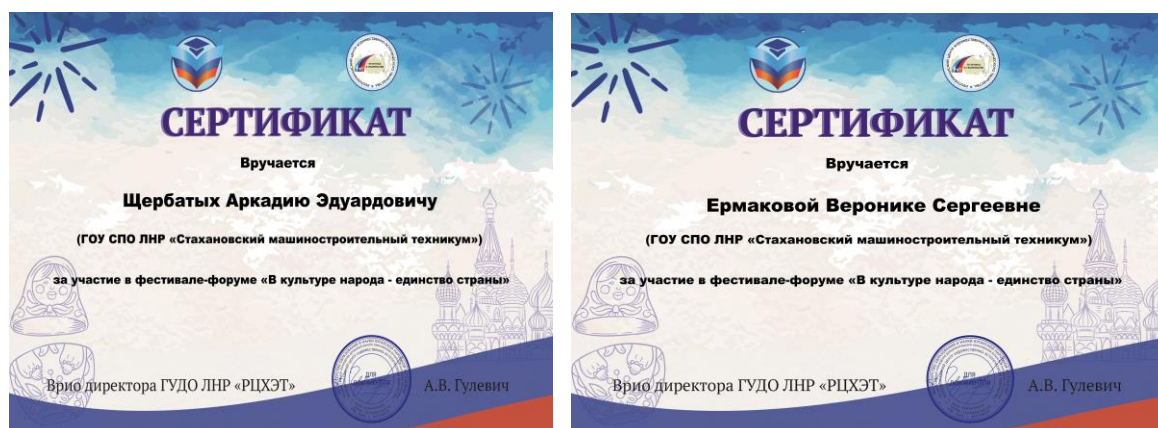 СЕРТИФИКАТ
Вручается
Щербатых Аркадию Эдуардовичу
(ГОУ СПО ЛНР «Стахановский машиностроительный техникум»)
за участие в фестивале-форуме «В культуре народа - единство страны»
Врио директора ГУДО ЛНР «РЦХЭТ»
ДЛЯ
А.В. Гулевич
СЕРТИФИКАТ
Вручается
Ермаковой Веронике Сергеевне
(ГОУ СПО ЛНР «Стахановский машиностроительный техникум»)
за участие в фестивале-форуме «В культуре народа - единство страны»
Врио директора ГУДО ЛНР «РЦХЭТ»
ДЛЯ
А.В. Гулевич